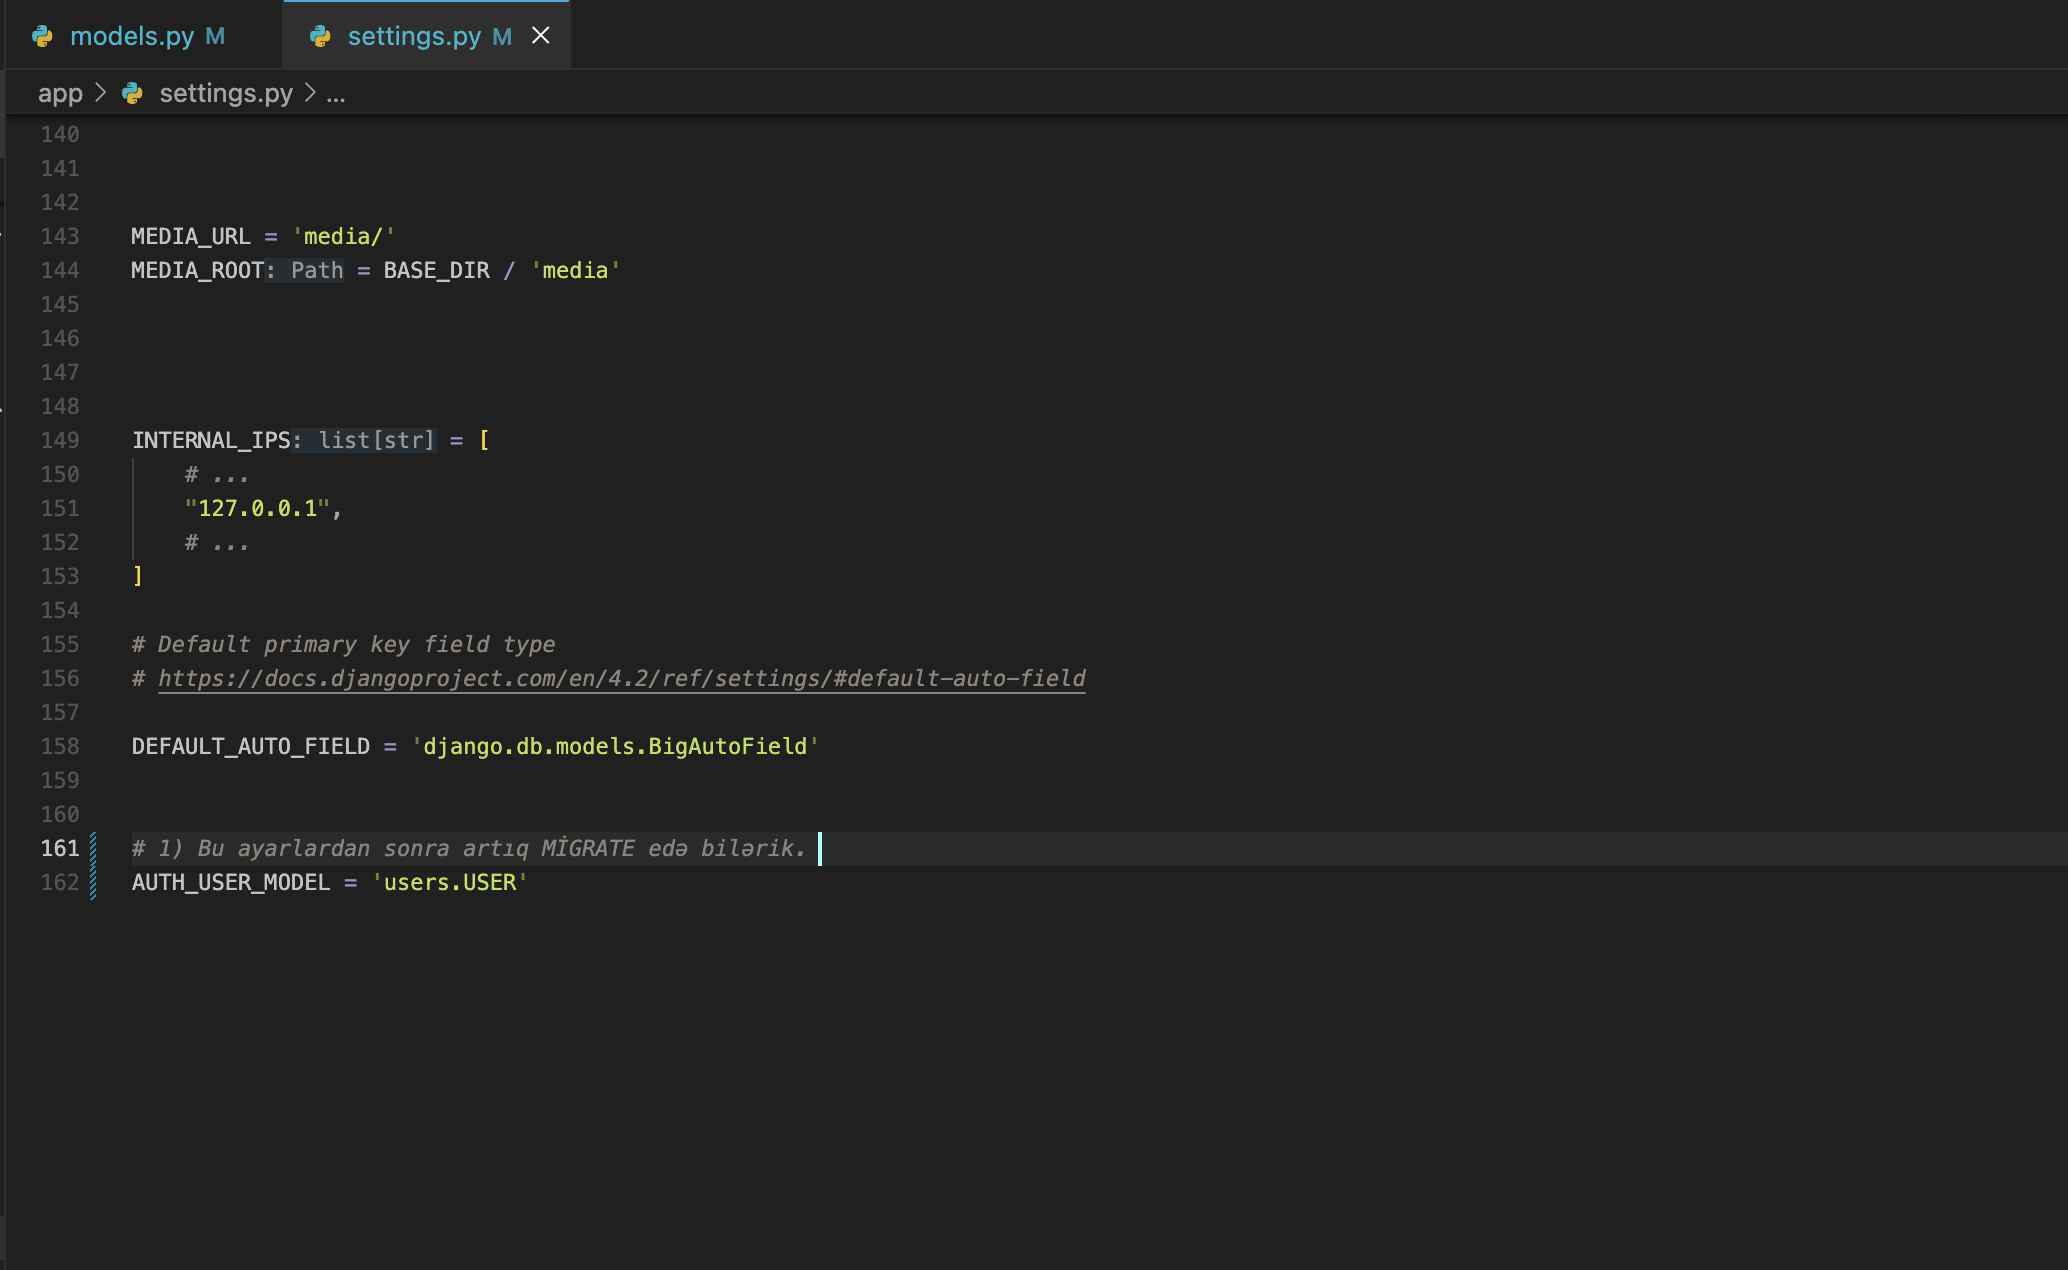 models.py M
settings.py M
app > settings.py > ...
140
141
142
143 MEDIA_URL = 'media/'
144 MEDIA_ROOT: Path = BASE_DIR / 'media'
145
146
147
148
149 INTERNAL_IPS: list[str] = [
150 # ...
151 "127.0.0.1",
152 # ...
153 ]
154
155 # Default primary key field type
156 # https://docs.djangoproject.com/en/4.2/ref/settings/#default-auto-field
157
158 DEFAULT_AUTO_FIELD = 'django.db.models.BigAutoField'
159
160
161 # 1) Bu ayarlardan sonra artıq MİGRATE edə bilərik.
162 AUTH_USER_MODEL = 'users.USER'